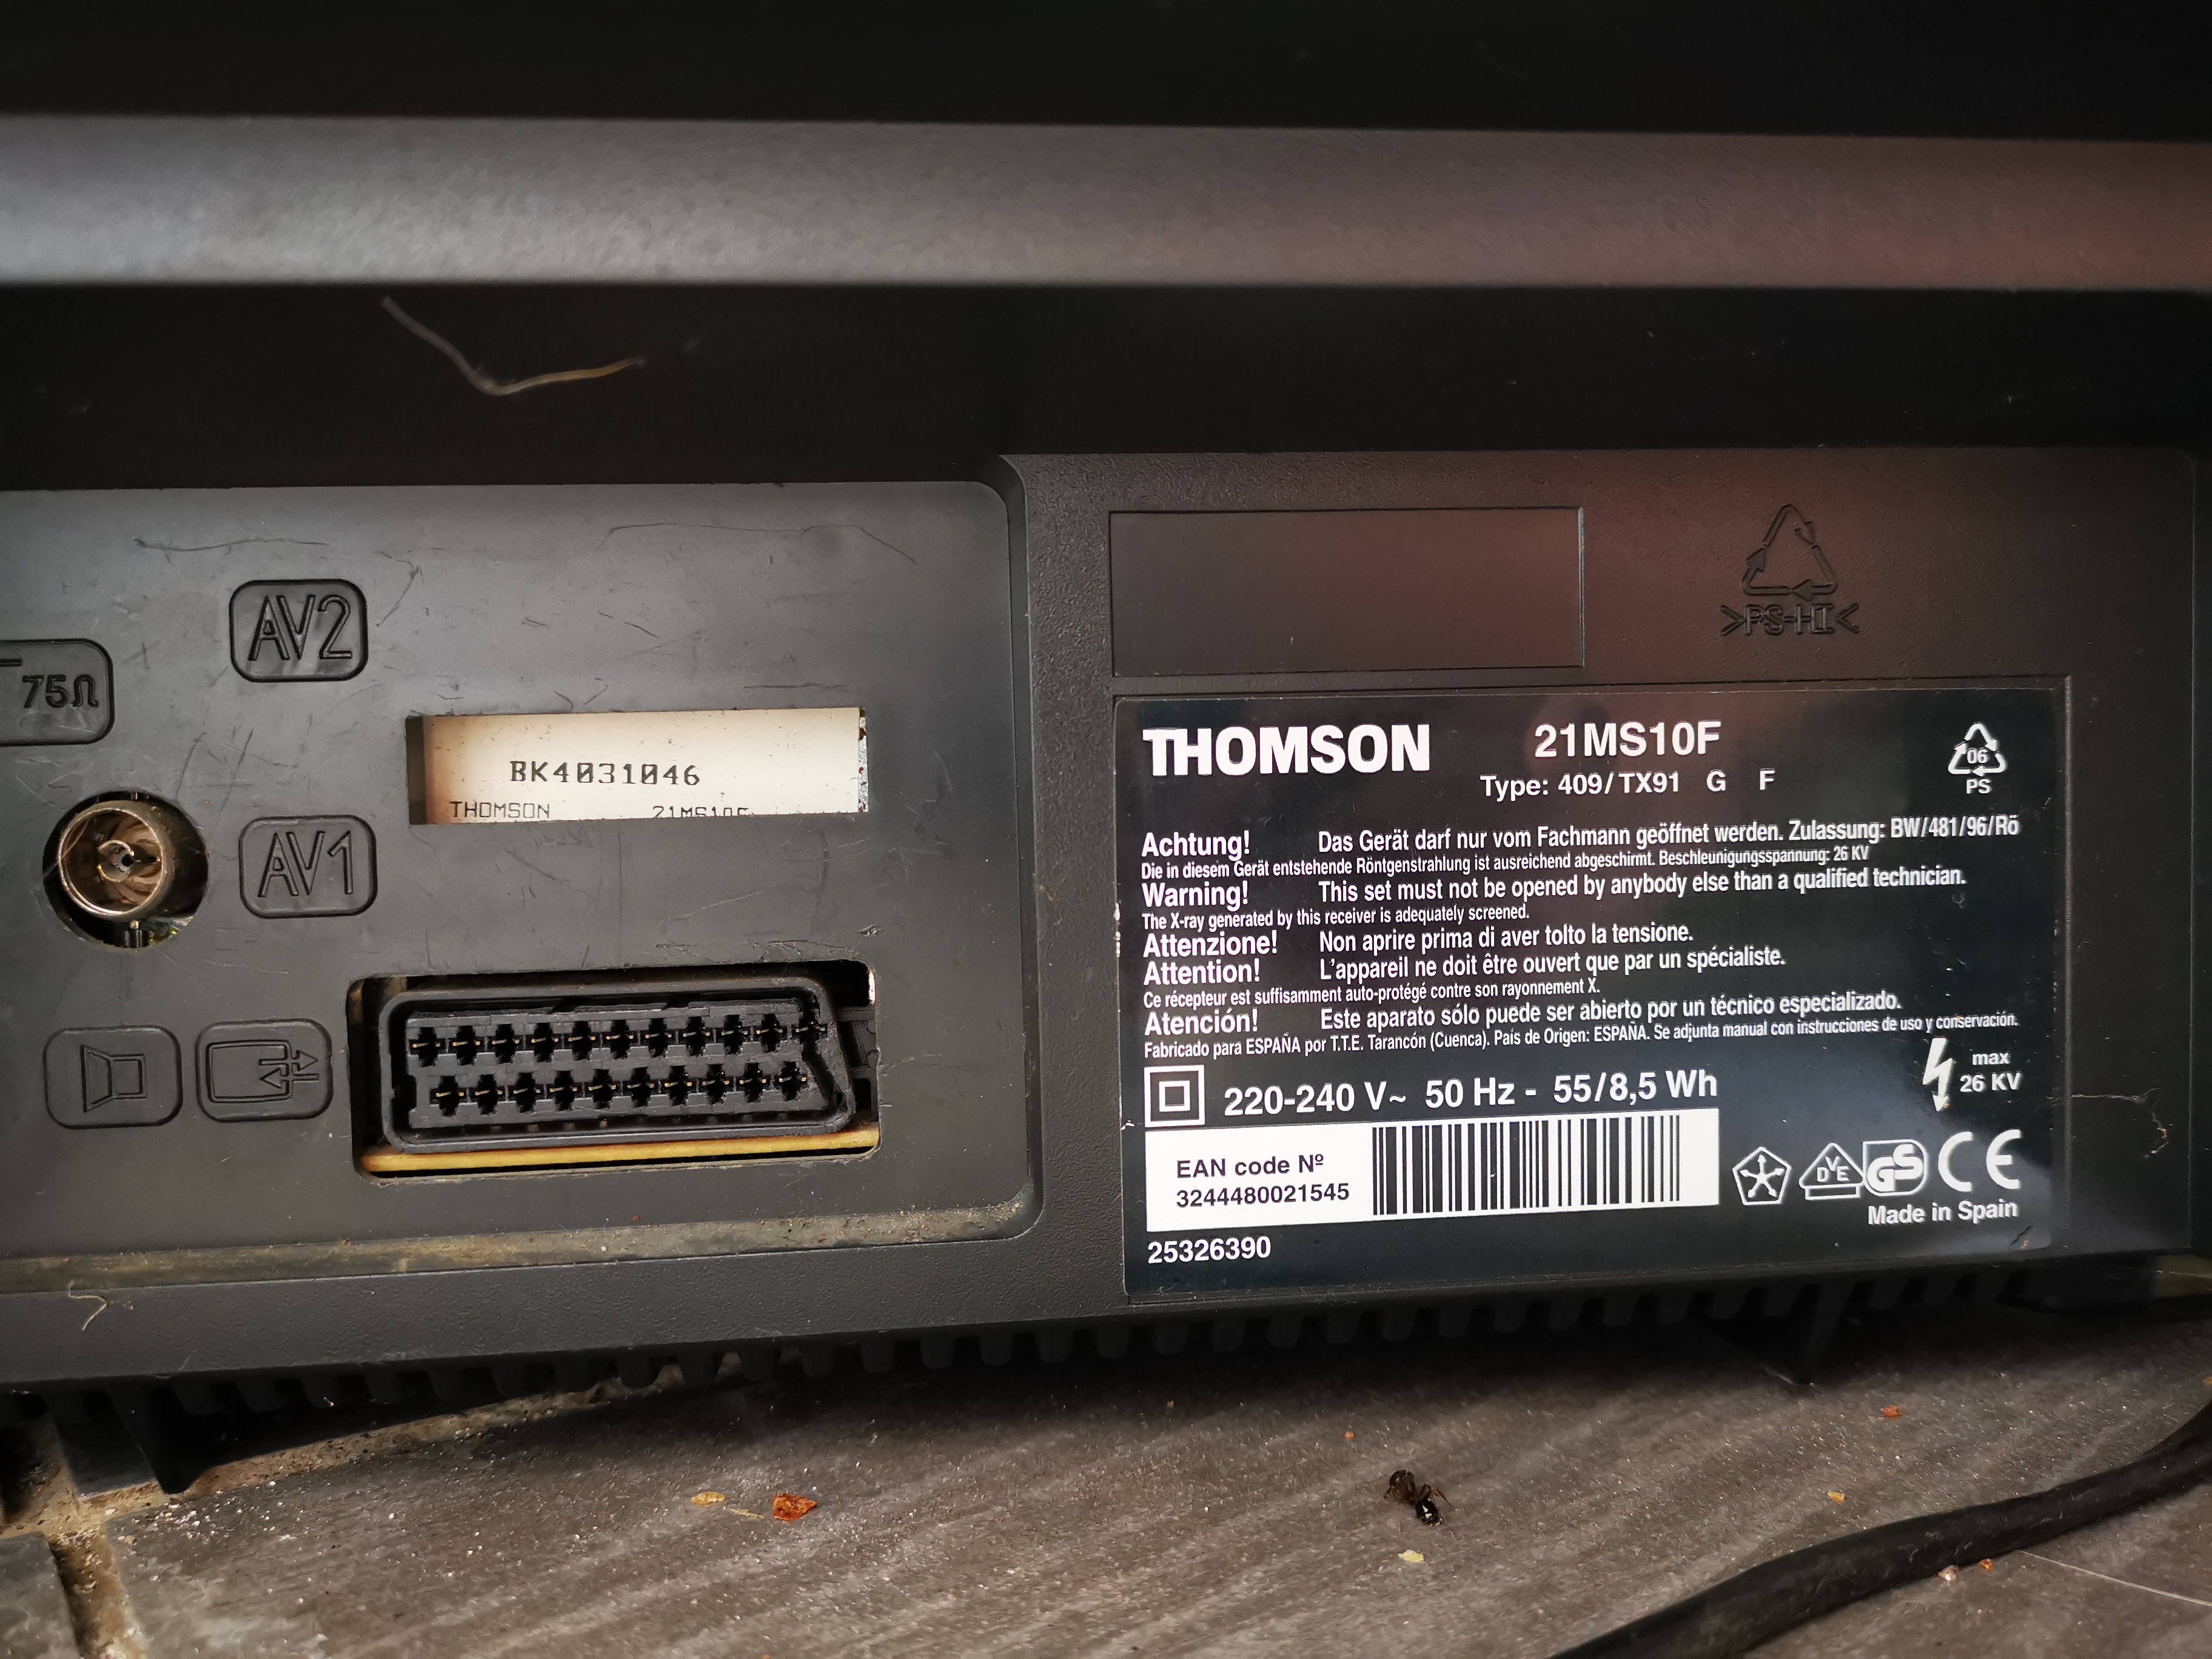 AV2
75Ω
BK4031046
THOMSON 21MS10F
AV1
>PS-HI<
THOMSON 21MS10F
Type: 409/TX91 G F
06
PS
Achtung! Das Gerät darf nur vom Fachmann geöffnet werden. Zulassung: BW/481/96/Rö
Die in diesem Gerät entstehende Röntgenstrahlung ist ausreichend abgeschirmt. Beschleunigungsspannung: 26 KV
Warning! This set must not be opened by anybody else than a qualified technician.
The X-ray generated by this receiver is adequately screened.
Attenzione! Non aprire prima di aver tolto la tensione.
Attention! L'appareil ne doit être ouvert que par un spécialiste.
Ce récepteur est suffisamment auto-protégé contre son rayonnement X.
Atención! Este aparato sólo puede ser abierto por un técnico especializado.
Fabricado para ESPAÑA por T.T.E. Tarancón (Cuenca). País de Origen: ESPAÑA. Se adjunta manual con instrucciones de uso y conservación.
220-240 V~ 50 Hz - 55/8,5 Wh
max
26 KV
EAN code Nº
3244480021545
DVE GS CE
Made in Spain
25326390